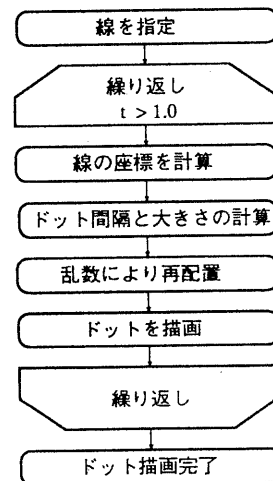 線を指定
繰り返し
t > 1.0
線の座標を計算
ドット間隔と大きさの計算
乱数により再配置
ドットを描画
繰り返し
ドット描画完了